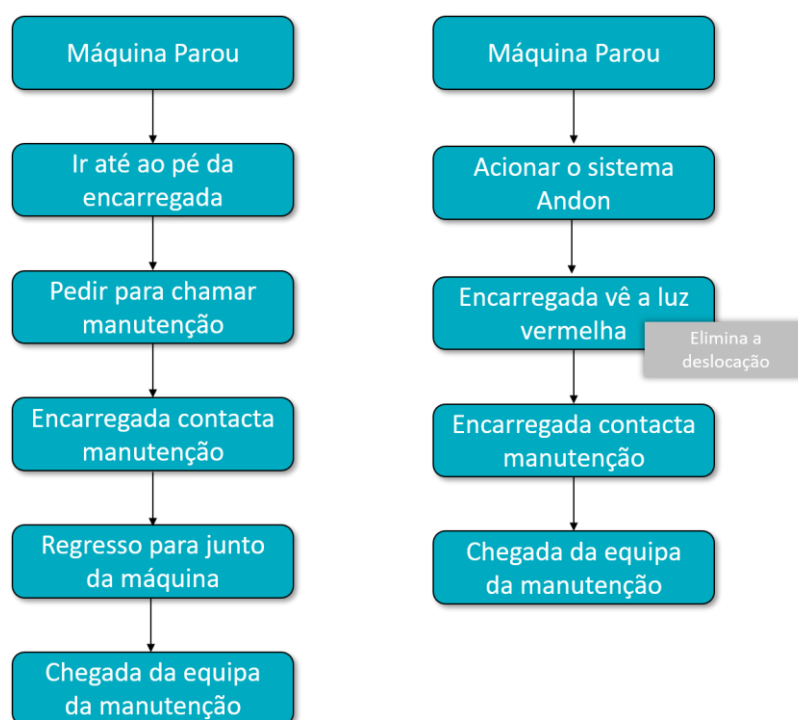 Máquina Parou
Ir até ao pé da
encarregada
Pedir para chamar
manutenção
Encarregada contacta
manutenção
Regresso para junto
da máquina
Chegada da equipa
da manutenção
Máquina Parou
Acionar o sistema
Andon
Encarregada vê a luz
vermelha
Elimina a
deslocação
Encarregada contacta
manutenção
Chegada da equipa
da manutenção